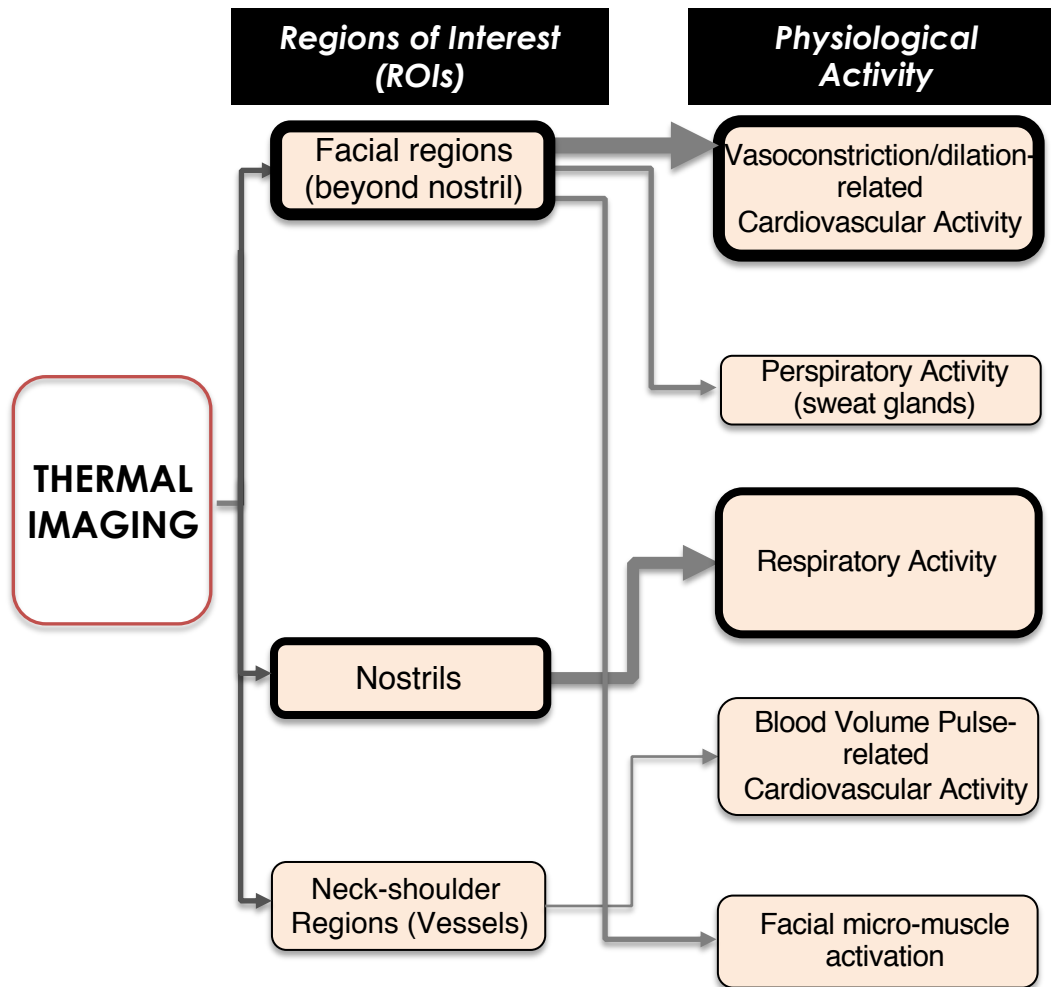 Regions of Interest
(ROIs)
Physiological
Activity
Facial regions
(beyond nostril)
Vasoconstriction/dilation-
related
Cardiovascular Activity
Perspiratory Activity
(sweat glands)
THERMAL
IMAGING
Respiratory Activity
Nostrils
Blood Volume Pulse-
related
Cardiovascular Activity
Neck-shoulder
Regions (Vessels)
Facial micro-muscle
activation